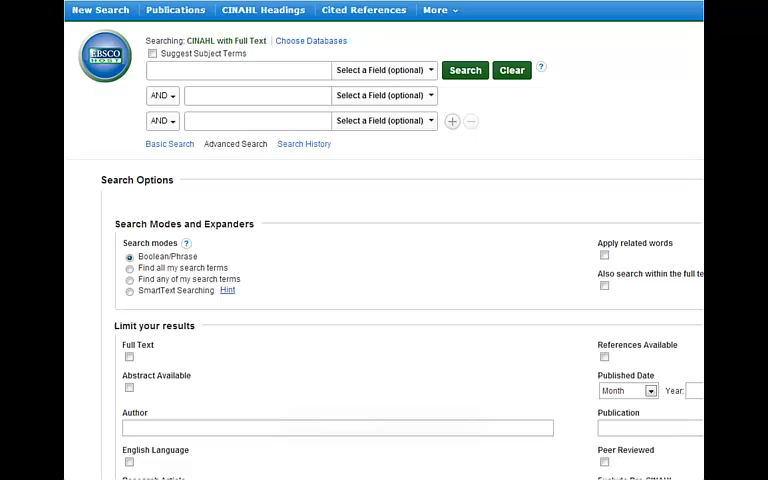 New Search Publications CINAHL Headings Cited References More
EBSCO HOST
Searching: CINAHL with Full Text Choose Databases
Suggest Subject Terms
Select a Field (optional) Search Clear ?
AND Select a Field (optional)
AND Select a Field (optional)
Basic Search Advanced Search Search History
Search Options
Search Modes and Expanders
Search modes ? Apply related words
Boolean/Phrase
Find all my search terms
Also search within the full te
Find any of my search terms
SmartText Searching Hint
Limit your results
Full Text References Available
Abstract Available Published Date
Month Year:
Author Publication
English Language Peer Reviewed